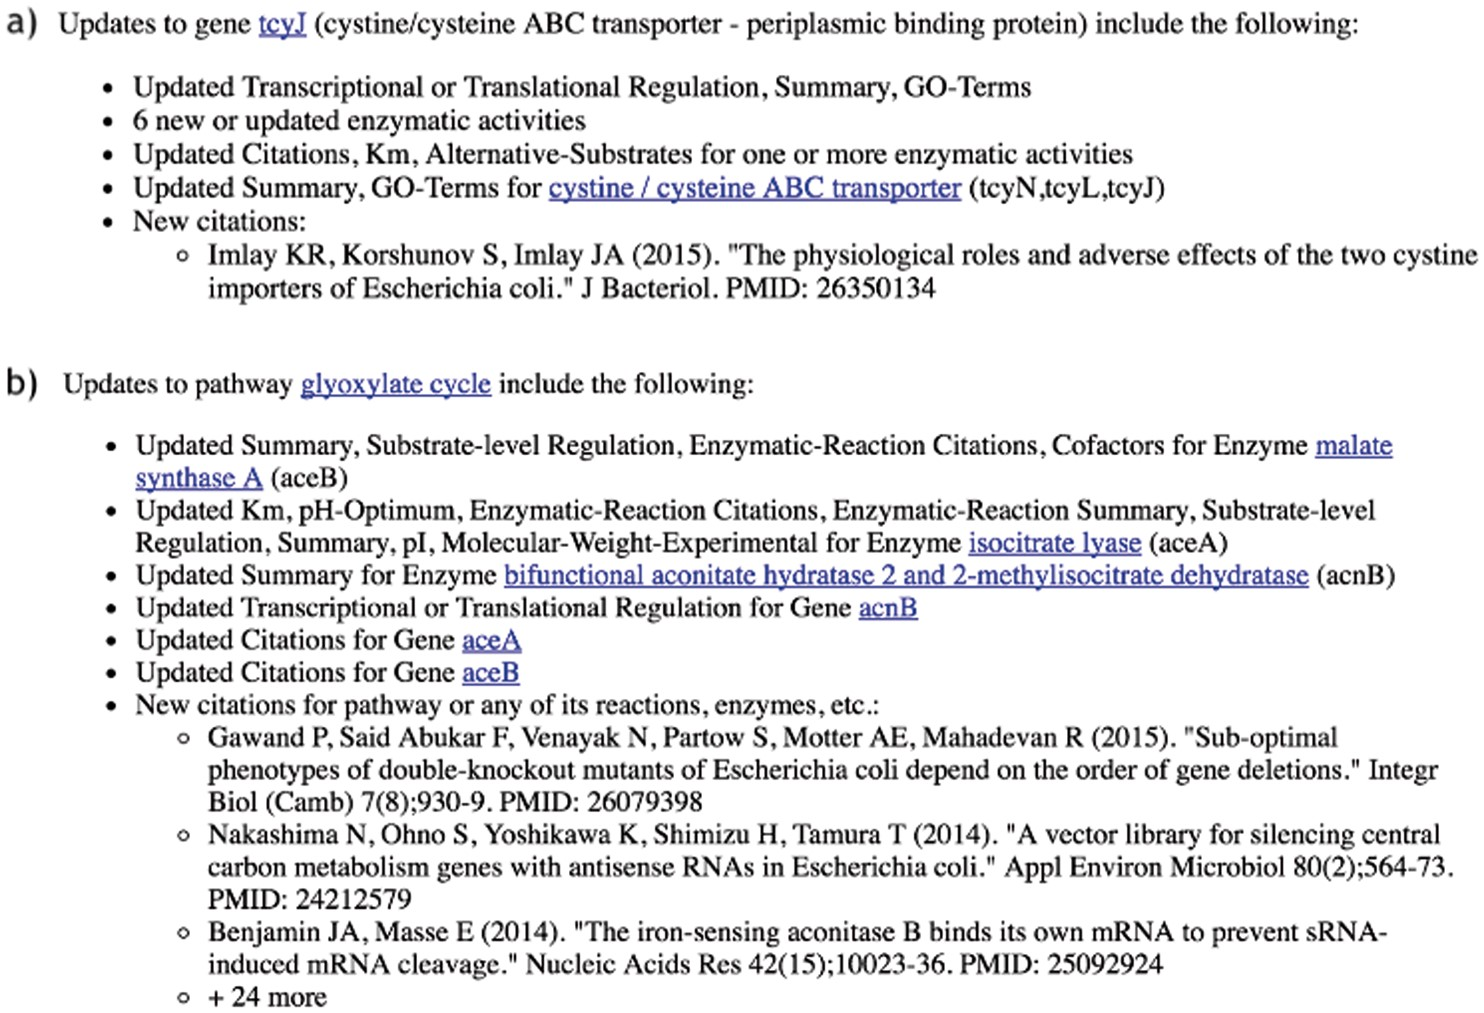 a) Updates to gene tcyJ (cystine/cysteine ABC transporter - periplasmic binding protein) include the following:
• Updated Transcriptional or Translational Regulation, Summary, GO-Terms
• 6 new or updated enzymatic activities
• Updated Citations, Km, Alternative-Substrates for one or more enzymatic activities
• Updated Summary, GO-Terms for cystine / cysteine ABC transporter (tcyN,tcyL,tcyJ)
• New citations:
○ Imlay KR, Korshunov S, Imlay JA (2015). "The physiological roles and adverse effects of the two cystine
importers of Escherichia coli." J Bacteriol. PMID: 26350134
b) Updates to pathway glyoxylate cycle include the following:
• Updated Summary, Substrate-level Regulation, Enzymatic-Reaction Citations, Cofactors for Enzyme malate
synthase A (aceB)
• Updated Km, pH-Optimum, Enzymatic-Reaction Citations, Enzymatic-Reaction Summary, Substrate-level
Regulation, Summary, pI, Molecular-Weight-Experimental for Enzyme isocitrate lyase (aceA)
• Updated Summary for Enzyme bifunctional aconitate hydratase 2 and 2-methylisocitrate dehydratase (acnB)
• Updated Transcriptional or Translational Regulation for Gene acnB
• Updated Citations for Gene aceA
• Updated Citations for Gene aceB
• New citations for pathway or any of its reactions, enzymes, etc.:
○ Gawand P, Said Abukar F, Venayak N, Partow S, Motter AE, Mahadevan R (2015). "Sub-optimal
phenotypes of double-knockout mutants of Escherichia coli depend on the order of gene deletions." Integr
Biol (Camb) 7(8);930-9. PMID: 26079398
○ Nakashima N, Ohno S, Yoshikawa K, Shimizu H, Tamura T (2014). "A vector library for silencing central
carbon metabolism genes with antisense RNAs in Escherichia coli." Appl Environ Microbiol 80(2);564-73.
PMID: 24212579
○ Benjamin JA, Masse E (2014). "The iron-sensing aconitase B binds its own mRNA to prevent sRNA-
induced mRNA cleavage." Nucleic Acids Res 42(15);10023-36. PMID: 25092924
○ + 24 more